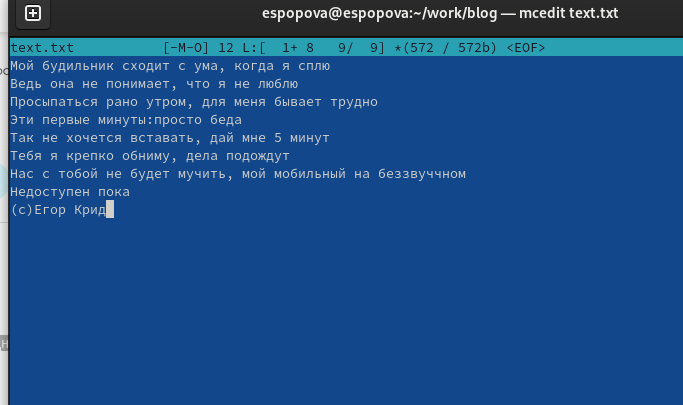 espopova@espopova:~/work/blog — mcedit text.txt
text.txt [-M-O] 12 L:[ 1+ 8 9/ 9] *(572 / 572b) <EOF>
Мой будильник сходит с ума, когда я сплю
Ведь она не понимает, что я не люблю
Просыпаться рано утром, для меня бывает трудно
Эти первые минуты:просто беда
Так не хочется вставать, дай мне 5 минут
Тебя я крепко обниму, дела подождут
Нас с тобой не будет мучить, мой мобильный на беззвуччном
Недоступен пока
(с)Егор Крид